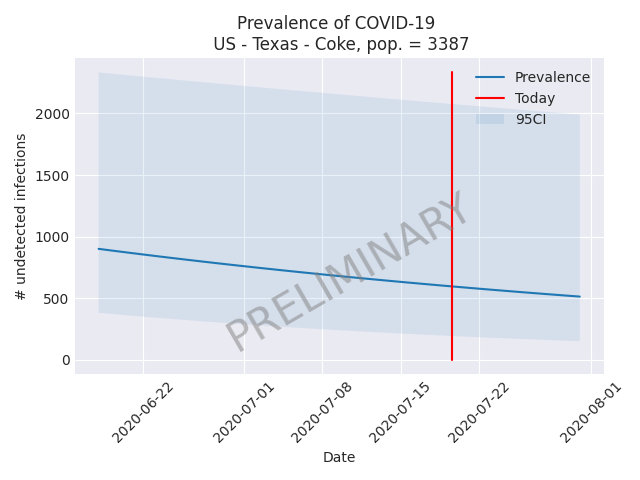 Prevalence of COVID-19
US - Texas - Coke, pop. = 3387
Prevalence
Today
95CI
# undetected infections
2000
1500
1000
500
0
PRELIMINARY
2020-06-22
2020-07-01
2020-07-08
2020-07-15
2020-07-22
2020-08-01
Date